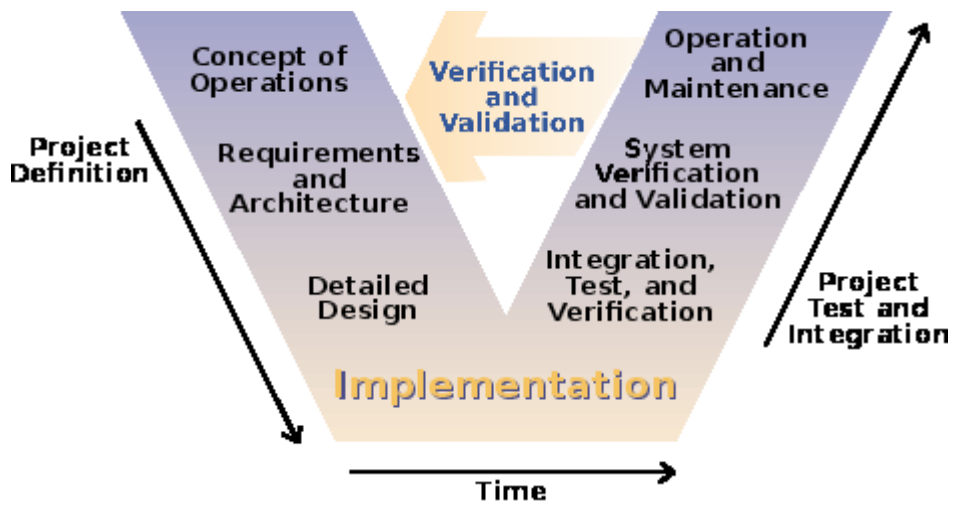 Concept of
Operations
Verification
and
Validation
Operation
and
Maintenance
Project
Definition
Requirements
and
Architecture
System
Verification
and Validation
Detailed
Design
Integration,
Test, and
Verification
Project
Test and
Integration
Implementation
Time